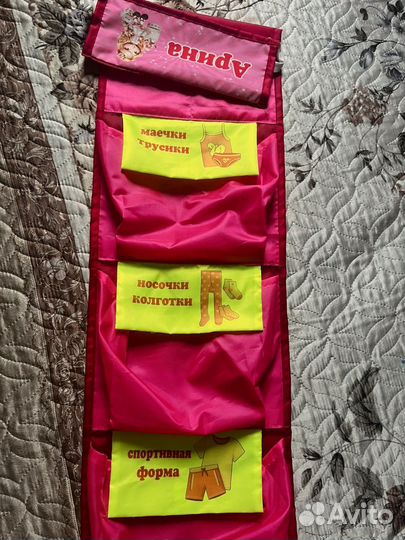 Арина
маечки
трусики
носочки
колготки
спортивная
форма
Avito